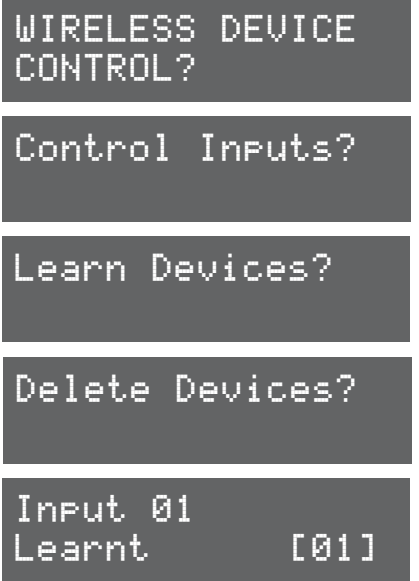 WIRELESS DEVICE
CONTROL?
Control Inputs?
Learn Devices?
Delete Devices?
Input 01
Learnt [01]